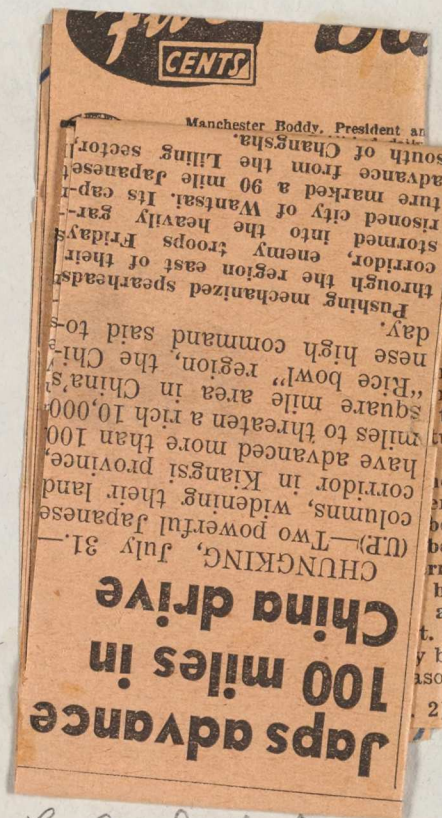 Five
CENTS
Manchester Boddy, President an
Japs advance
100 miles in
China drive
CHUNGKING, July 31.—
(U.P.)—Two powerful Japanese
columns, widening their land
corridor in Kiangsi province,
have advanced more than 100
miles to threaten a rich 10,000
square mile area in China's
"Rice bowl" region, the Chi-
nese high command said to-
day.
Pushing mechanized spearheads
through the region east of their
corridor, enemy troops Friday
stormed into the heavily gar-
risoned city of Wantsai. Its cap-
ture marked a 90 mile Japanese
advance from the Liling sector,
south of Changsha.